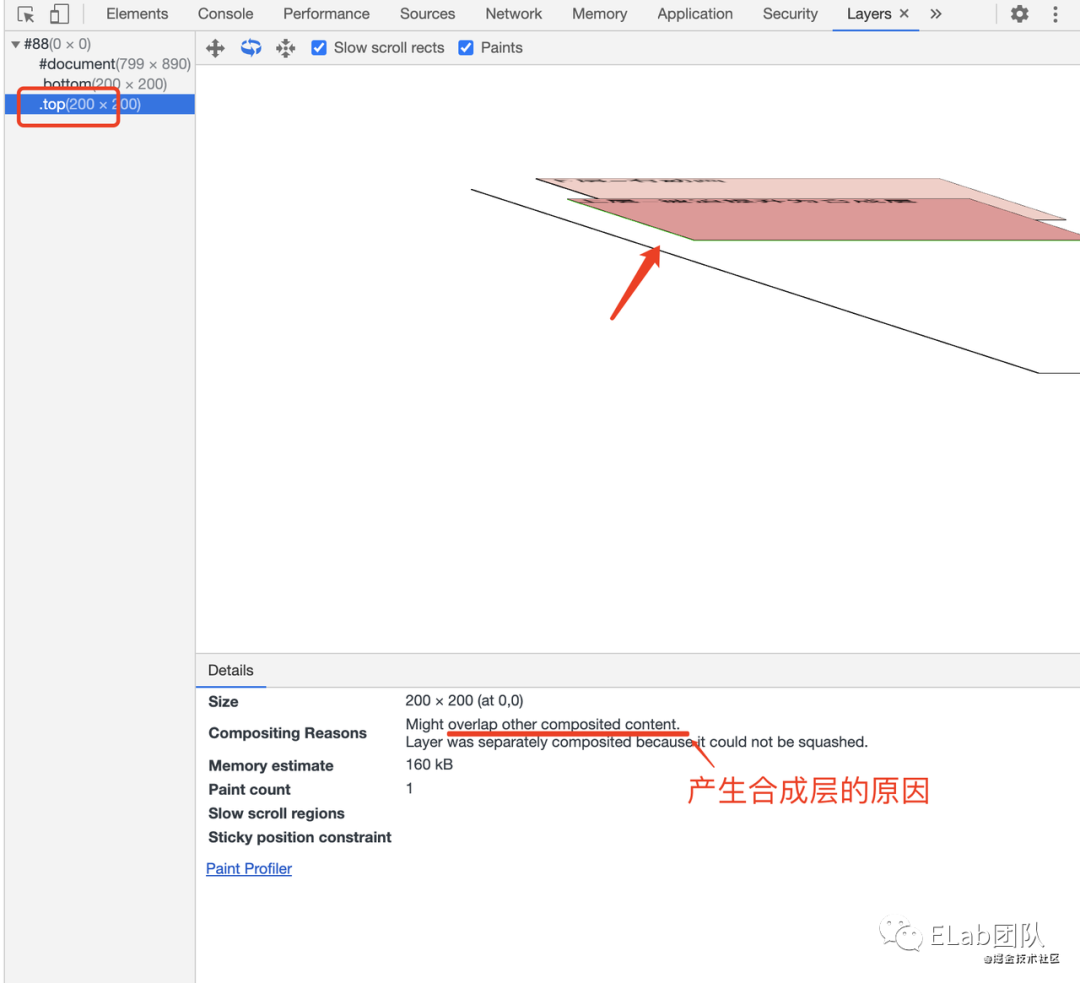 Elements Console Performance Sources Network Memory Application Security Layers
#88(0 × 0)
Slow scroll rects Paints
#document(799 × 890)
bottom(200 × 200)
.top(200 × 200)
Details
Size 200 × 200 (at 0,0)
Compositing Reasons Might overlap other composited content.
Layer was separately composited because it could not be squashed.
Memory estimate 160 kB
Paint count 1
产生合成层的原因
Slow scroll regions
Sticky position constraint
Paint Profiler
ELab团队
@掘金技术社区